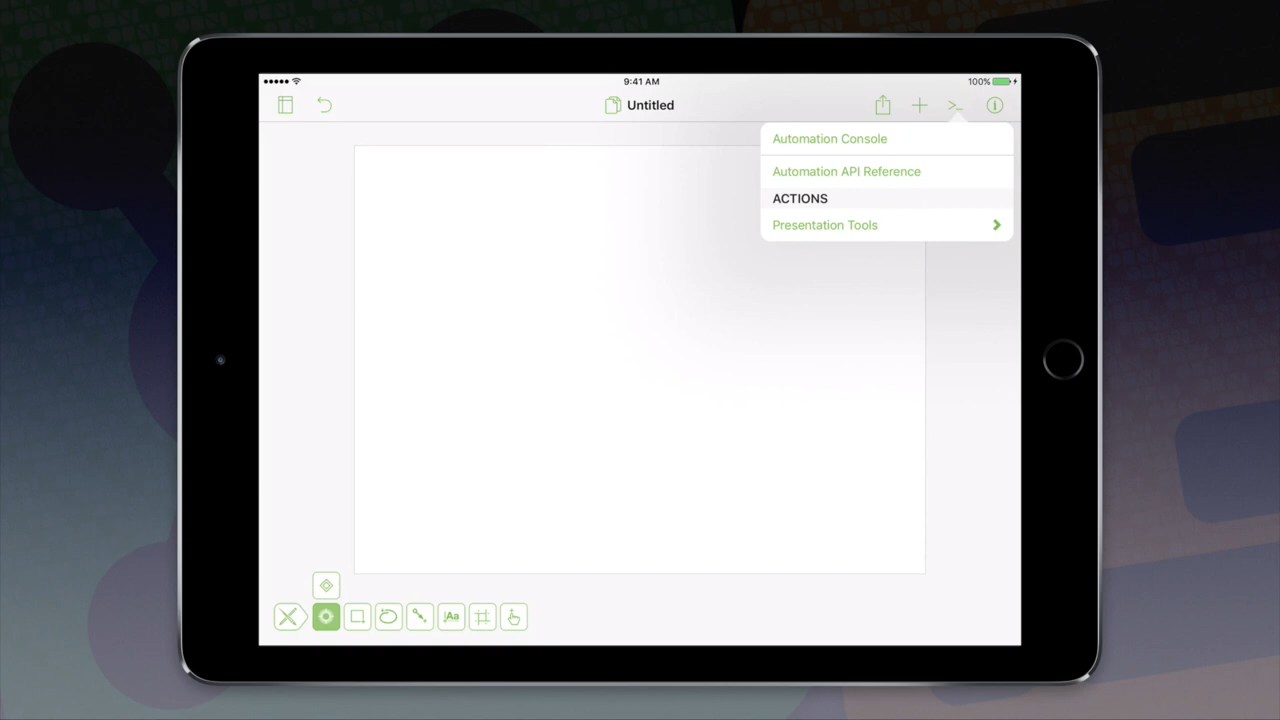 9:41 AM
100%
Untitled
>_
Automation Console
Automation API Reference
ACTIONS
Presentation Tools
Aa